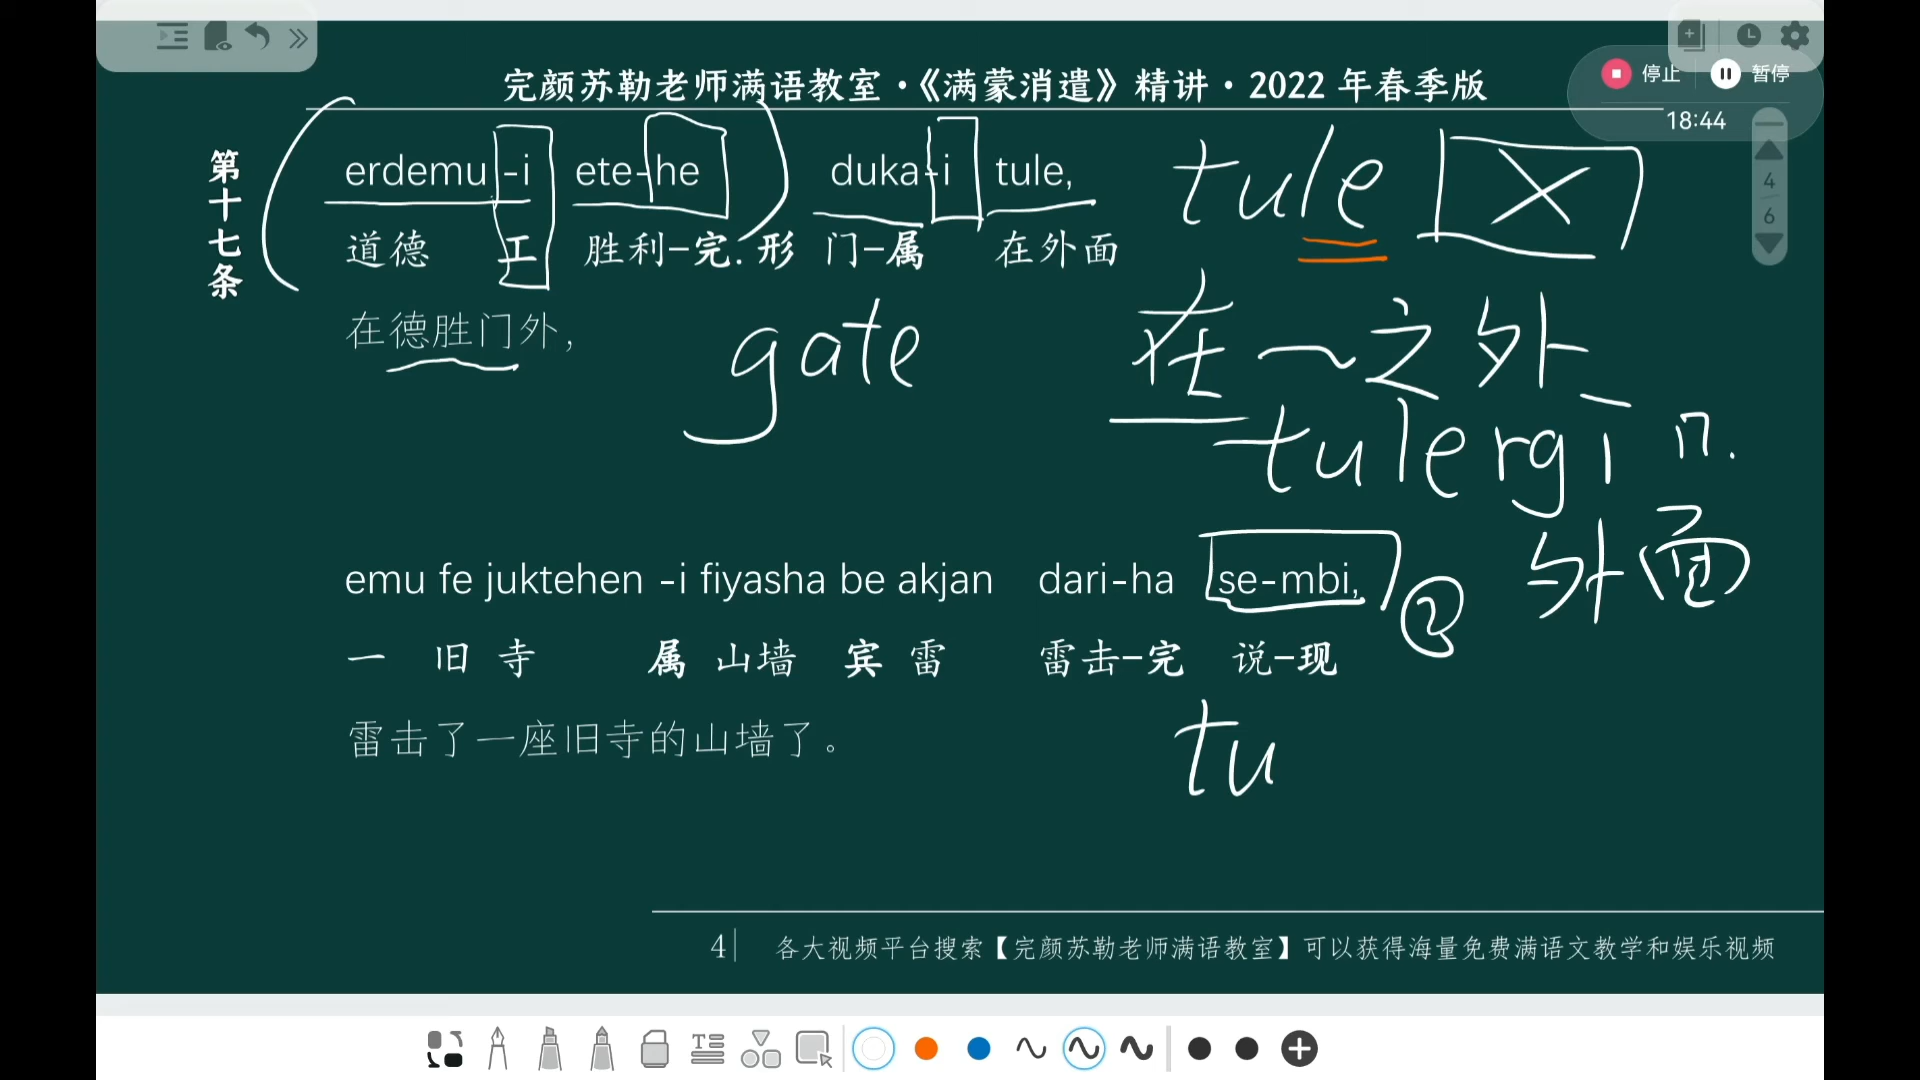 停止 暂停
18:44
4
6
完颜苏勒老师满语教室·《满蒙消遣》精讲·2022 年春季版
第十七条
erdemu -i ete-he duka-i tule,
道德 工 胜利-完.形 门-属 在外面
在德胜门外,
tule
gate
在~之外
tulergi n.
外面
emu fe juktehen -i fiyasha be akjan dari-ha se-mbi,
②
一 旧 寺 属 山墙 宾 雷 雷击-完 说-现
雷击了一座旧寺的山墙了。
tu
4 各大视频平台搜索【完颜苏勒老师满语教室】可以获得海量免费满语文教学和娱乐视频